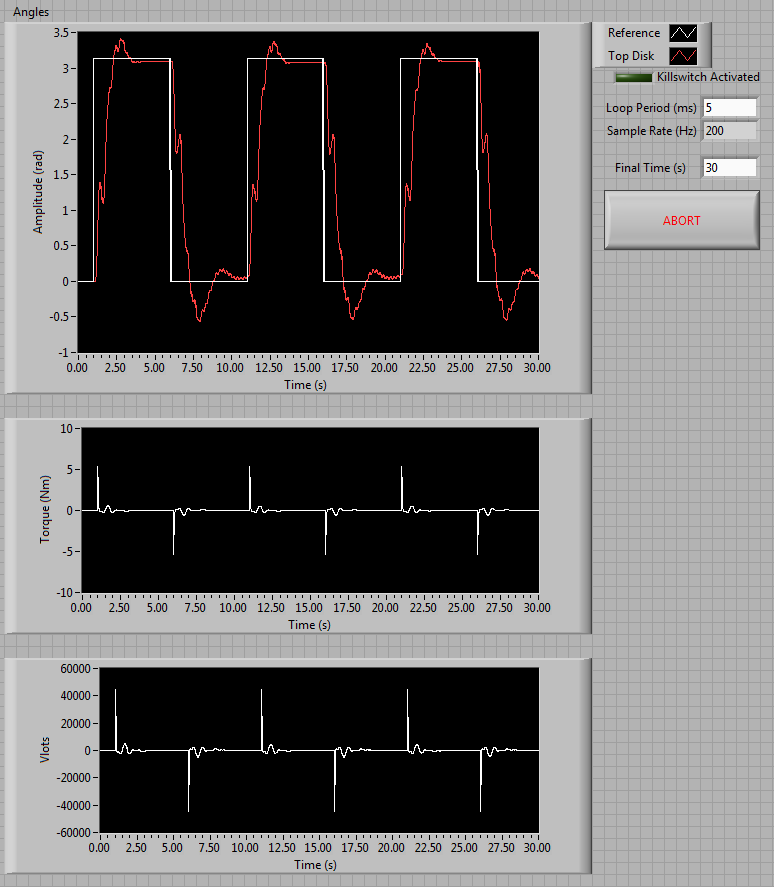 Angles
Amplitude (rad)
3.5
3
2.5
2
1.5
1
0.5
0
-0.5
-1
0.00 2.50 5.00 7.50 10.00 12.50 15.00 17.50 20.00 22.50 25.00 27.50 30.00
Time (s)
Reference
Top Disk
Killswitch Activated
Loop Period (ms) 5
Sample Rate (Hz) 200
Final Time (s) 30
ABORT
Torque (Nm)
10
5
0
-5
-10
0.00 2.50 5.00 7.50 10.00 12.50 15.00 17.50 20.00 22.50 25.00 27.50 30.00
Time (s)
Vlots
60000
40000
20000
0
-20000
-40000
-60000
0.00 2.50 5.00 7.50 10.00 12.50 15.00 17.50 20.00 22.50 25.00 27.50 30.00
Time (s)